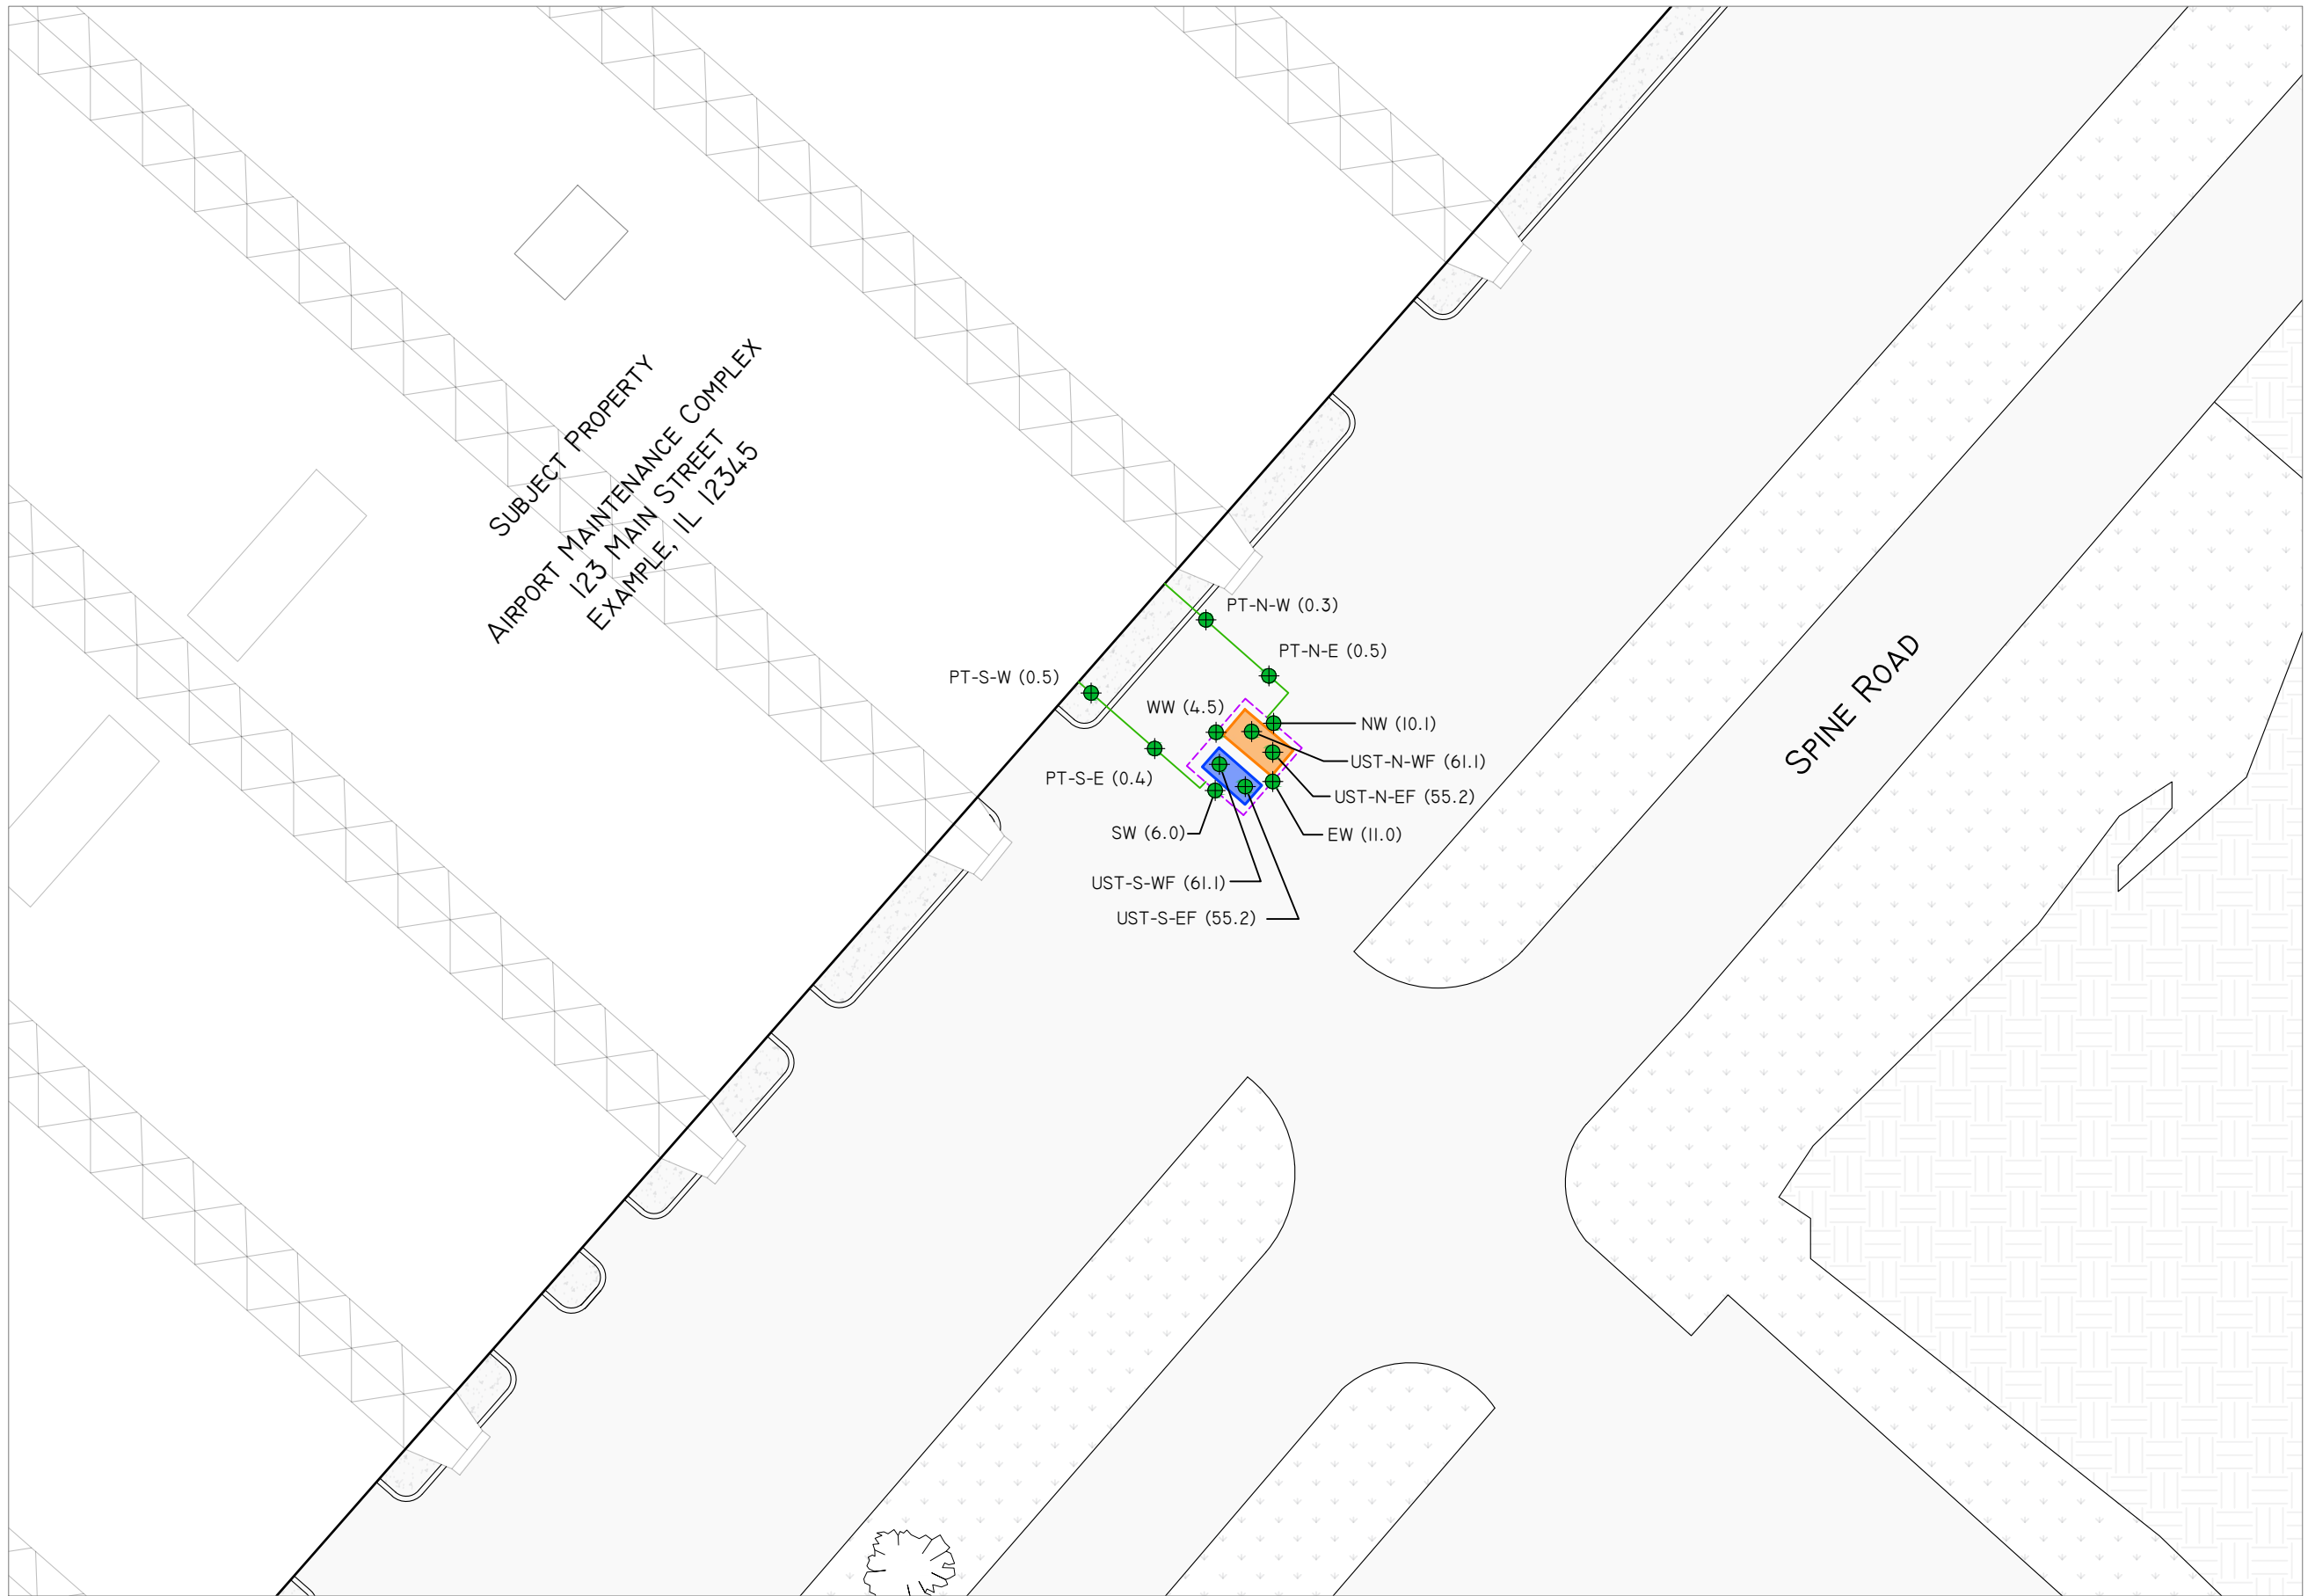 SUBJECT PROPERTY
AIRPORT MAINTENANCE COMPLEX
123 MAIN STREET
EXAMPLE, IL 12345
PT-N-W (0.3)
PT-N-E (0.5)
PT-S-W (0.5)
WW (4.5)
NW (10.1)
UST-N-WF (61.1)
PT-S-E (0.4)
UST-N-EF (55.2)
SW (6.0)
EW (11.0)
UST-S-WF (61.1)
UST-S-EF (55.2)
SPINE ROAD